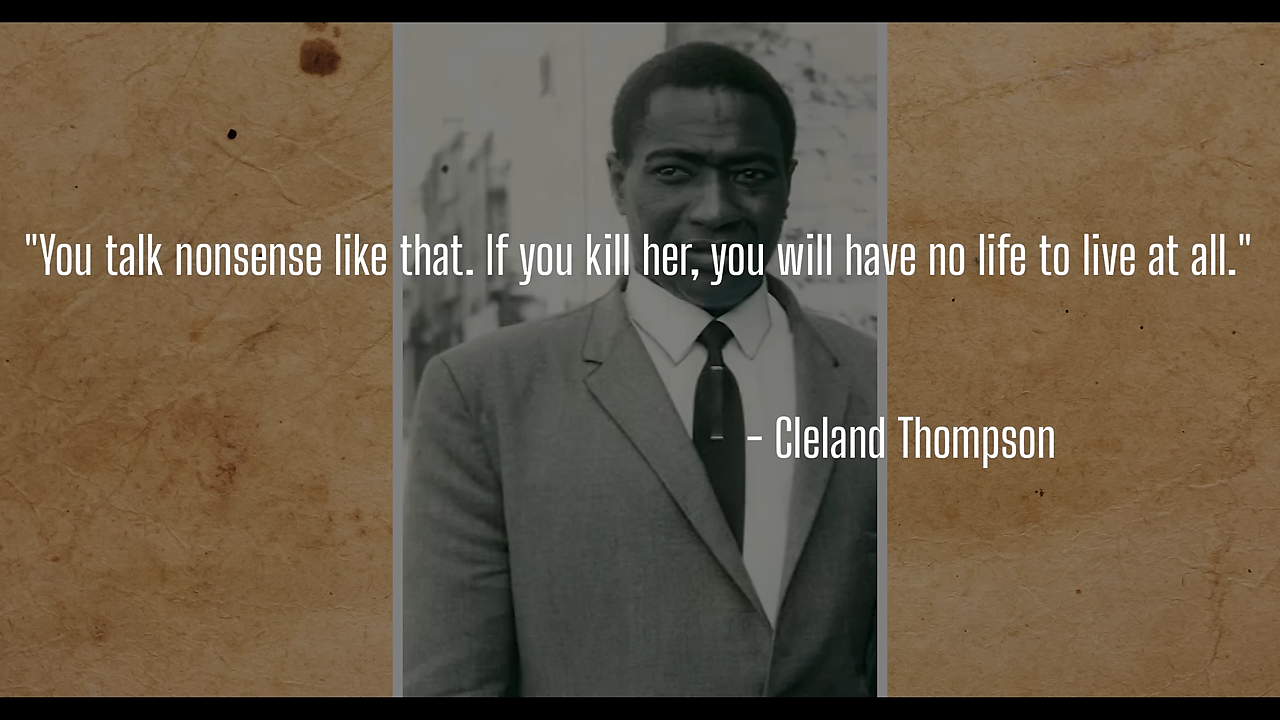 "You talk nonsense like that. If you kill her, you will have no life to live at all."
- Cleland Thompson